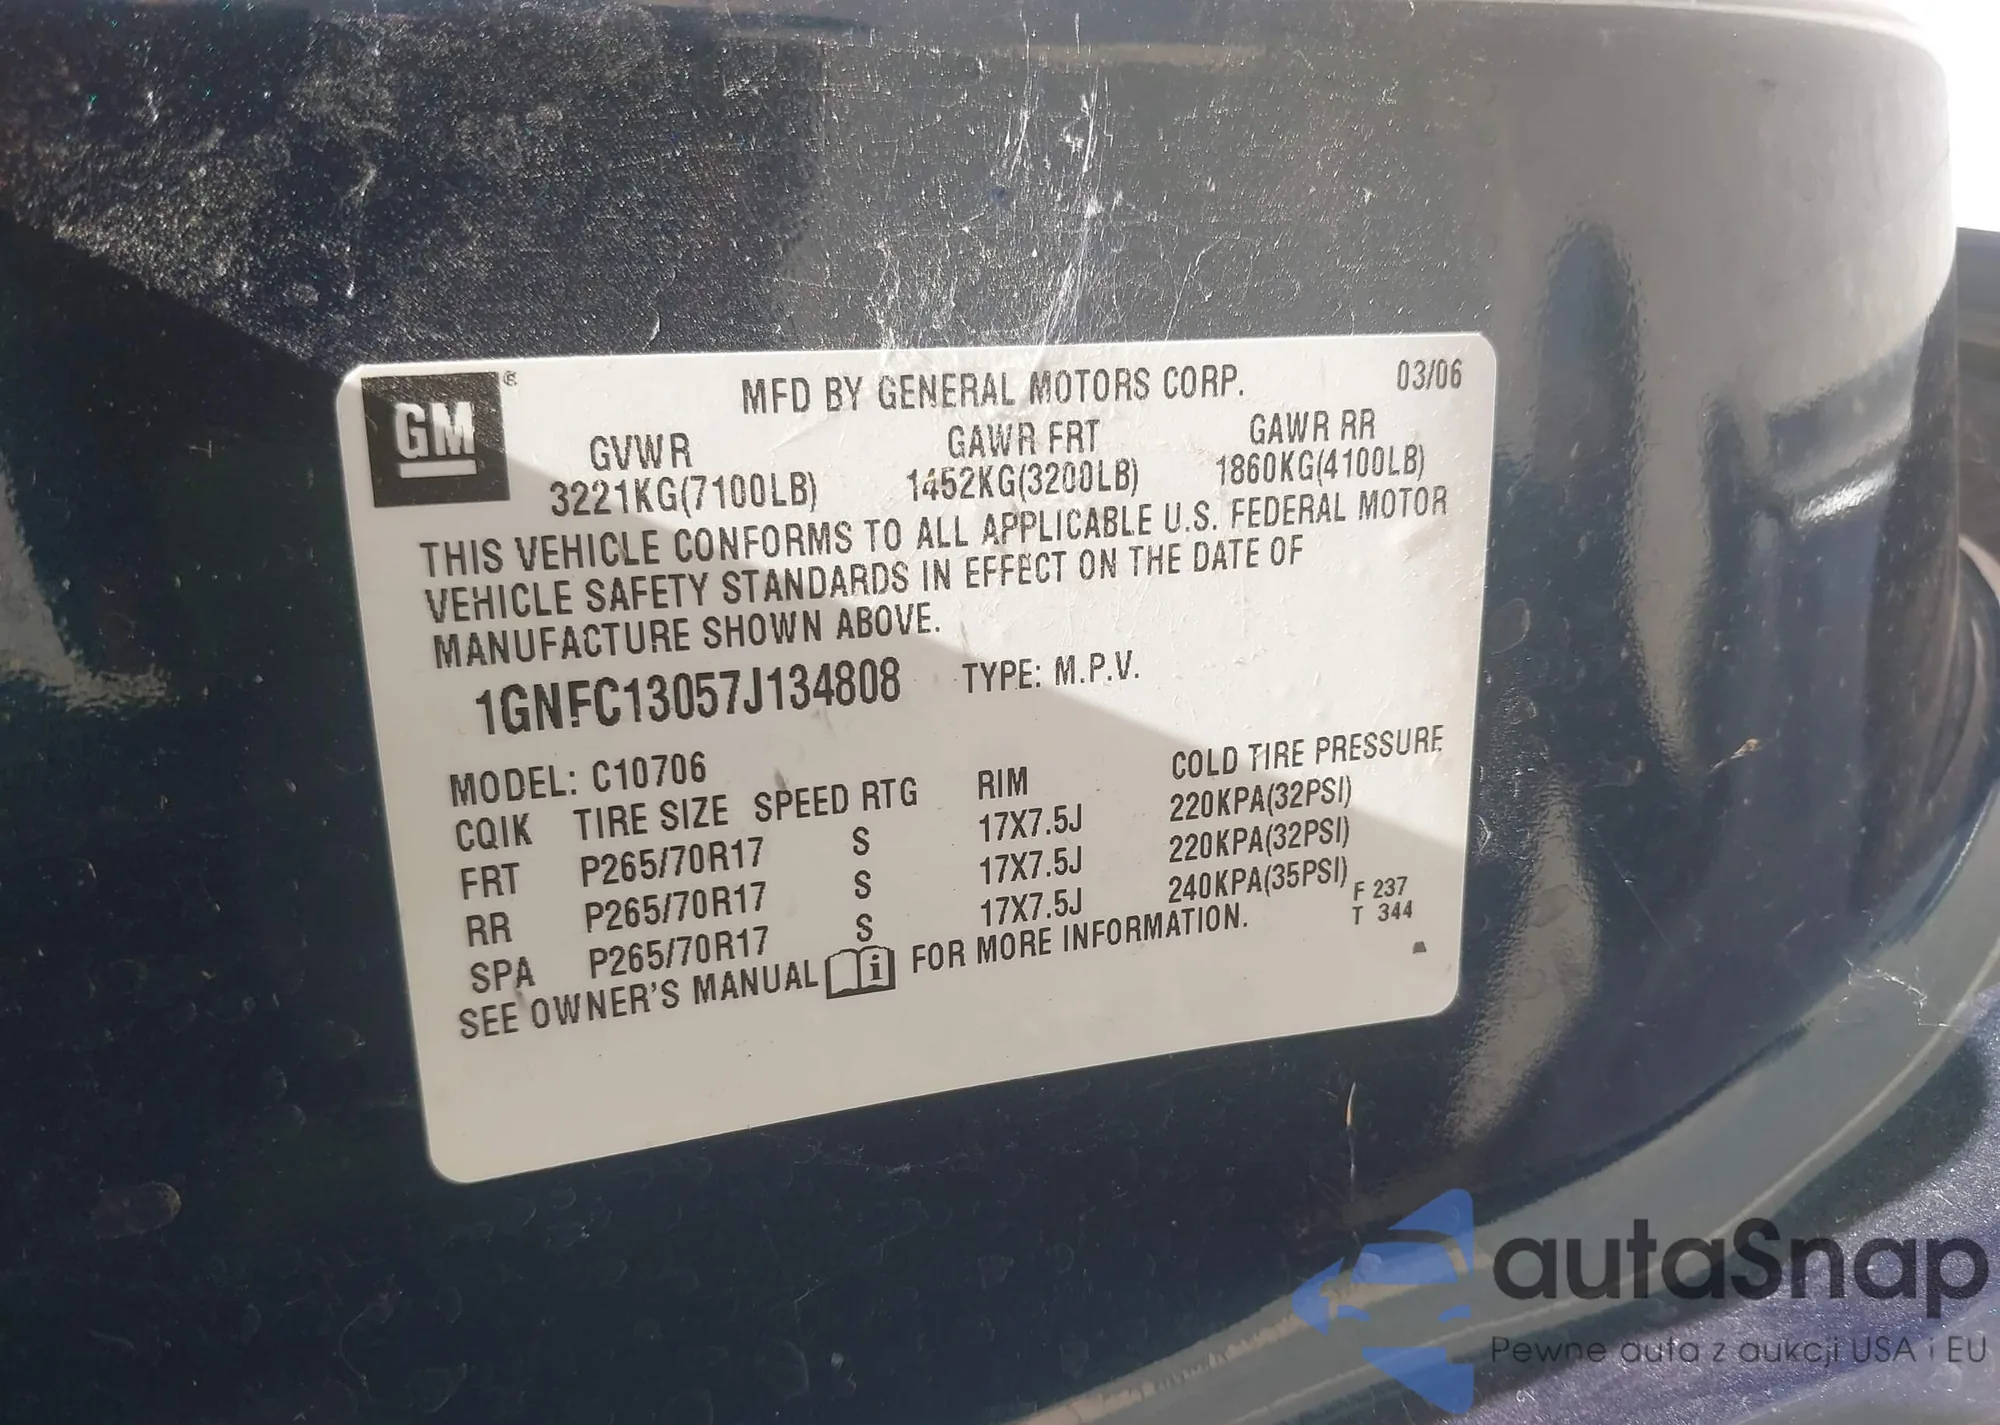 GM ®
MFD BY GENERAL MOTORS CORP. 03/06
GVWR GAWR FRT GAWR RR
3221KG(7100LB) 1452KG(3200LB) 1860KG(4100LB)
THIS VEHICLE CONFORMS TO ALL APPLICABLE U.S. FEDERAL MOTOR
VEHICLE SAFETY STANDARDS IN EFFECT ON THE DATE OF
MANUFACTURE SHOWN ABOVE.
1GNFC13057J134808 TYPE: M.P.V.
MODEL: C10706
CQIK TIRE SIZE SPEED RTG RIM COLD TIRE PRESSURE
FRT P265/70R17 S 17X7.5J 220KPA(32PSI)
RR P265/70R17 S 17X7.5J 220KPA(32PSI)
SPA P265/70R17 S 17X7.5J 240KPA(35PSI)
SEE OWNER'S MANUAL i FOR MORE INFORMATION.
F 237
T 344
autaSnap
Pewne auta z aukcji USA i EU